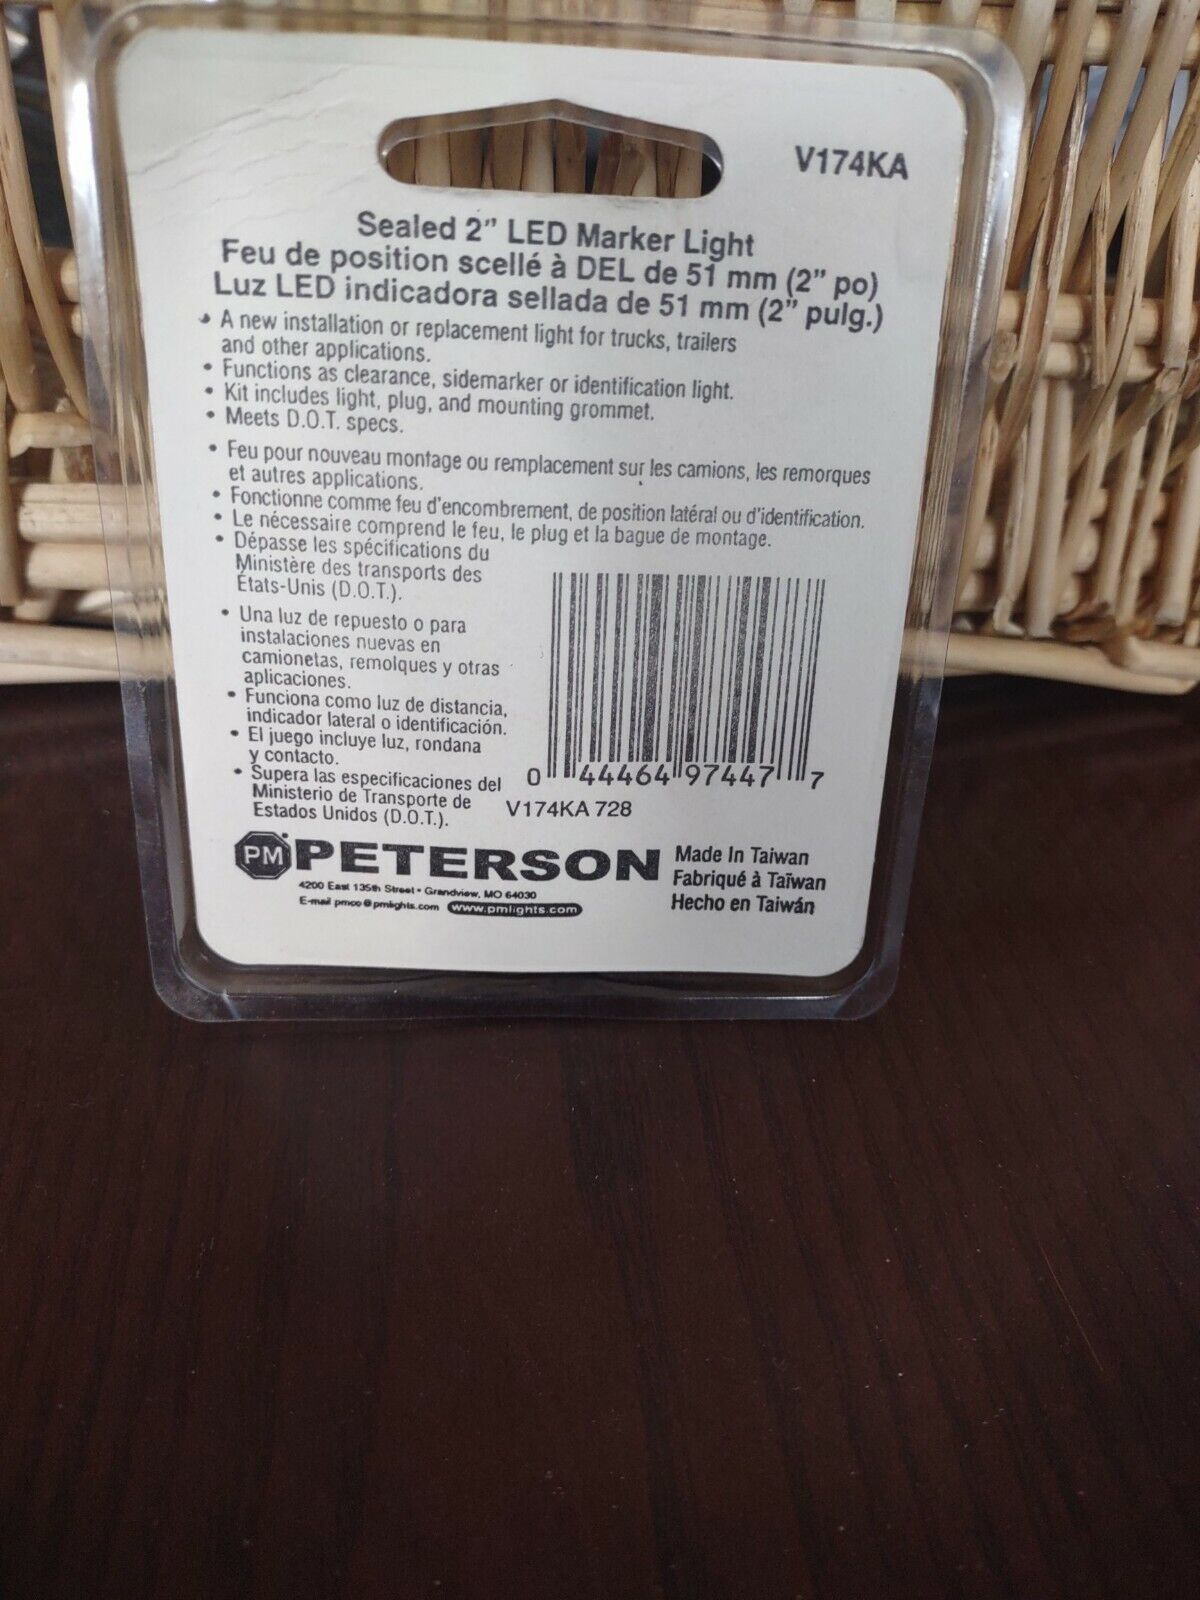 V174KA
Sealed 2” LED Marker Light
Feu de position scellé à DEL de 51 mm (2” po)
Luz LED indicadora sellada de 51 mm (2” pulg.)
• A new installation or replacement light for trucks, trailers
and other applications.
• Functions as clearance, sidemarker or identification light.
• Kit includes light, plug, and mounting grommet.
• Meets D.O.T. specs.
• Feu pour nouveau montage ou remplacement sur les camions, les remorques
et autres applications.
• Fonctionne comme feu d'encombrement, de position latéral ou d'identification.
• Le nécessaire comprend le feu, le plug et la bague de montage.
• Dépasse les spécifications du
Ministère des transports des
États-Unis (D.O.T.).
• Una luz de repuesto o para
instalaciones nuevas en
camionetas, remolques y otras
aplicaciones.
• Funciona como luz de distancia,
indicador lateral o identificación.
• El juego incluye luz, rondana
y contacto.
• Supera las especificaciones del
Ministerio de Transporte de
Estados Unidos (D.O.T.).
0 44464 97447 7
V174KA 728
PM PETERSON
4200 East 135th Street • Grandview, MO 64030
E-mail pmco@pmlights.com www.pmlights.com
Made In Taiwan
Fabriqué à Taïwan
Hecho en Taiwán